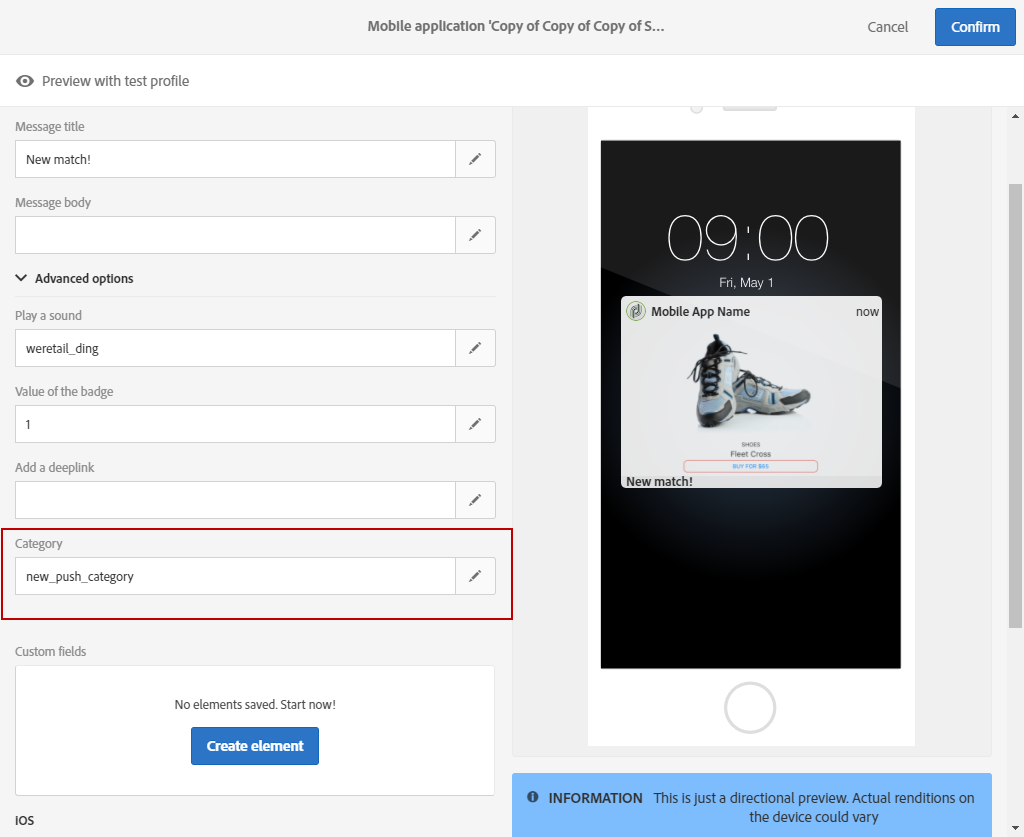 Mobile application 'Copy of Copy of Copy of S...
Cancel
Confirm
Preview with test profile
Message title
New match!
Message body
Advanced options
Play a sound
weretail_ding
Value of the badge
1
Add a deeplink
Category
new_push_category
Custom fields
No elements saved. Start now!
Create element
IOS
09:00
Fri, May 1
Mobile App Name
now
SHOES
Fleet Cross
BUY FOR $65
New match!
INFORMATION This is just a directional preview. Actual renditions on
the device could vary